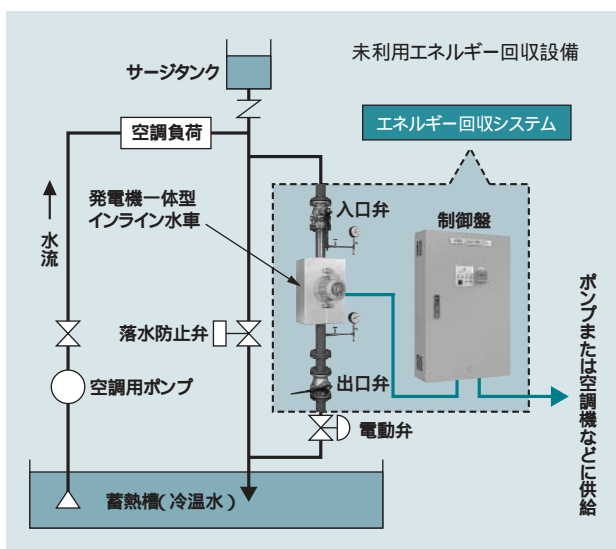 未利用エネルギー回収設備
サージタンク
空調負荷
エネルギー回収システム
発電機一体型
インライン水車
入口弁
制御盤
水流
落水防止弁
空調用ポンプ
出口弁
電動弁
ポンプまたは空調機などに供給
蓄熱槽(冷温水)